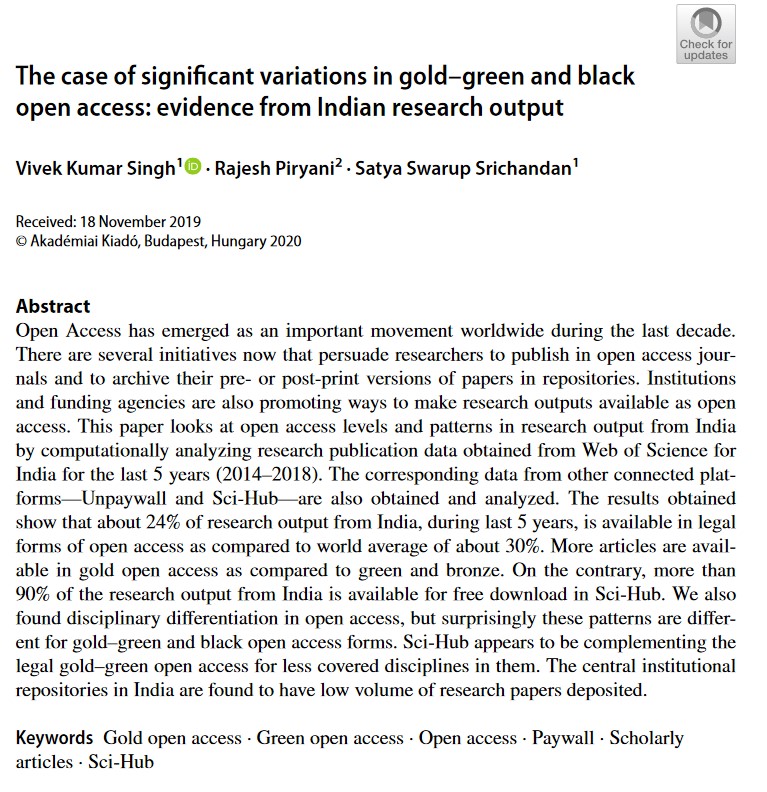 Check for
updates
The case of significant variations in gold–green and black
open access: evidence from Indian research output
Vivek Kumar Singh1 iD · Rajesh Piryani2 · Satya Swarup Srichandan1
Received: 18 November 2019
© Akadémiai Kiadó, Budapest, Hungary 2020
Abstract
Open Access has emerged as an important movement worldwide during the last decade.
There are several initiatives now that persuade researchers to publish in open access jour-
nals and to archive their pre- or post-print versions of papers in repositories. Institutions
and funding agencies are also promoting ways to make research outputs available as open
access. This paper looks at open access levels and patterns in research output from India
by computationally analyzing research publication data obtained from Web of Science for
India for the last 5 years (2014–2018). The corresponding data from other connected plat-
forms—Unpaywall and Sci-Hub—are also obtained and analyzed. The results obtained
show that about 24% of research output from India, during last 5 years, is available in legal
forms of open access as compared to world average of about 30%. More articles are avail-
able in gold open access as compared to green and bronze. On the contrary, more than
90% of the research output from India is available for free download in Sci-Hub. We also
found disciplinary differentiation in open access, but surprisingly these patterns are differ-
ent for gold–green and black open access forms. Sci-Hub appears to be complementing the
legal gold–green open access for less covered disciplines in them. The central institutional
repositories in India are found to have low volume of research papers deposited.
Keywords Gold open access · Green open access · Open access · Paywall · Scholarly
articles · Sci-Hub